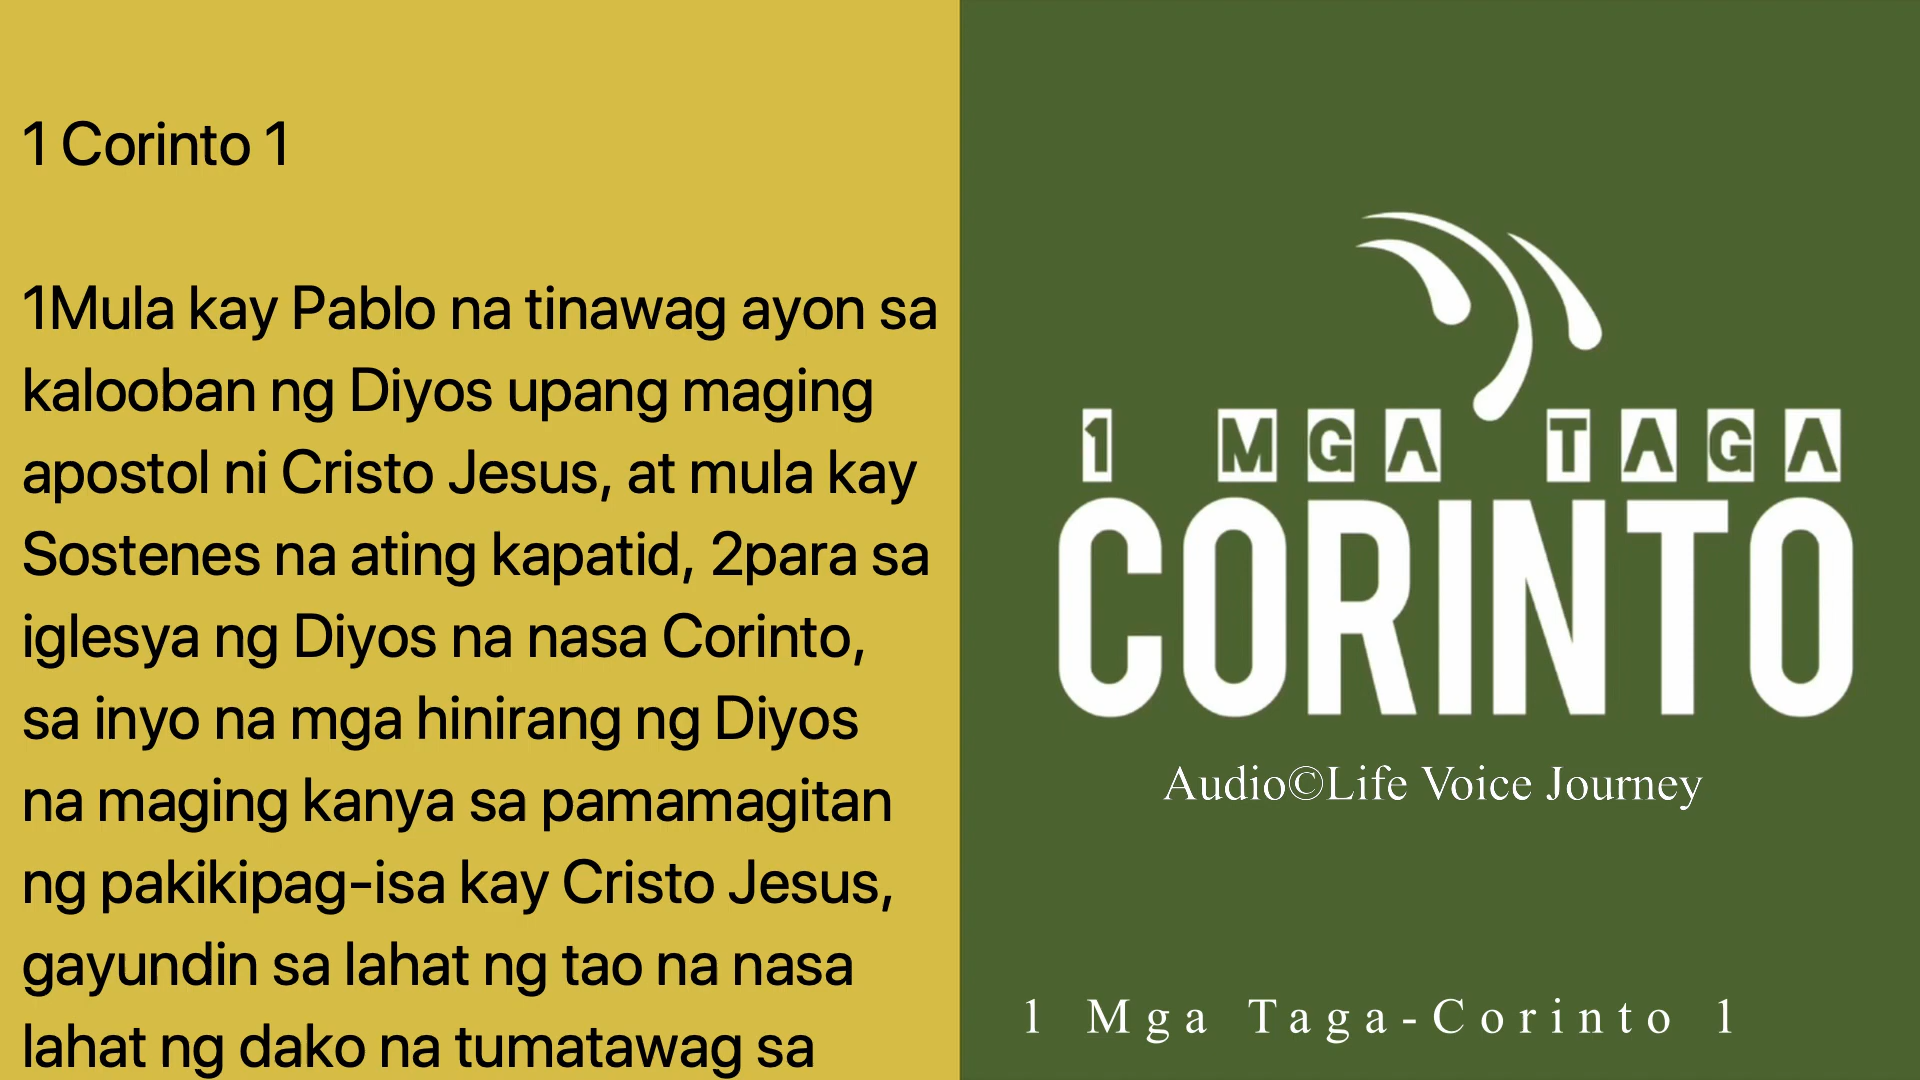 1 Corinto 1
1Mula kay Pablo na tinawag ayon sa
kalooban ng Diyos upang maging
apostol ni Cristo Jesus, at mula kay
Sostenes na ating kapatid, 2para sa
iglesya ng Diyos na nasa Corinto,
sa inyo na mga hinirang ng Diyos
na maging kanya sa pamamagitan
ng pakikipag-isa kay Cristo Jesus,
gayundin sa lahat ng tao na nasa
lahat ng dako na tumatawag sa
1 MGA TAGA
CORINTO
Audio©Life Voice Journey
1 Mga Taga-Corinto 1